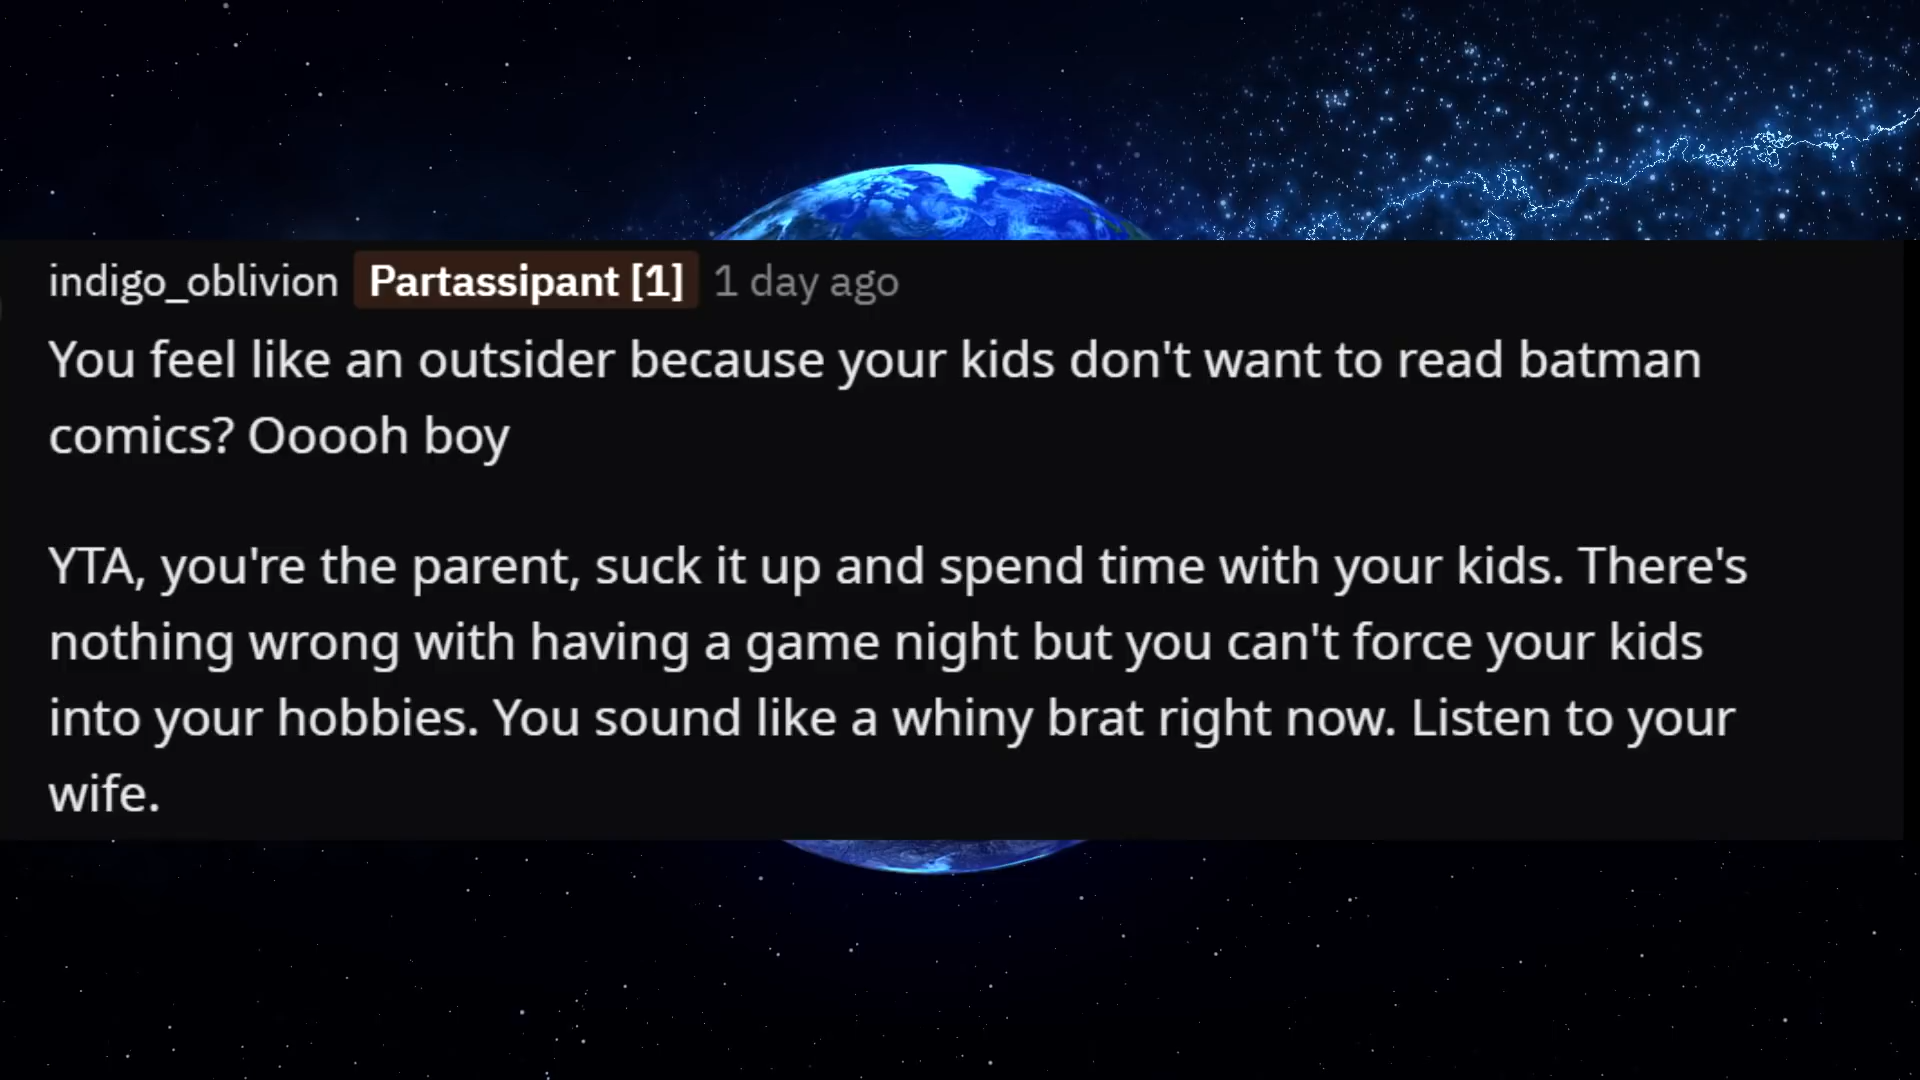 indigo_oblivion Partassipant [1] 1 day ago
You feel like an outsider because your kids don't want to read batman
comics? Ooooh boy
YTA, you're the parent, suck it up and spend time with your kids. There's
nothing wrong with having a game night but you can't force your kids
into your hobbies. You sound like a whiny brat right now. Listen to your
wife.